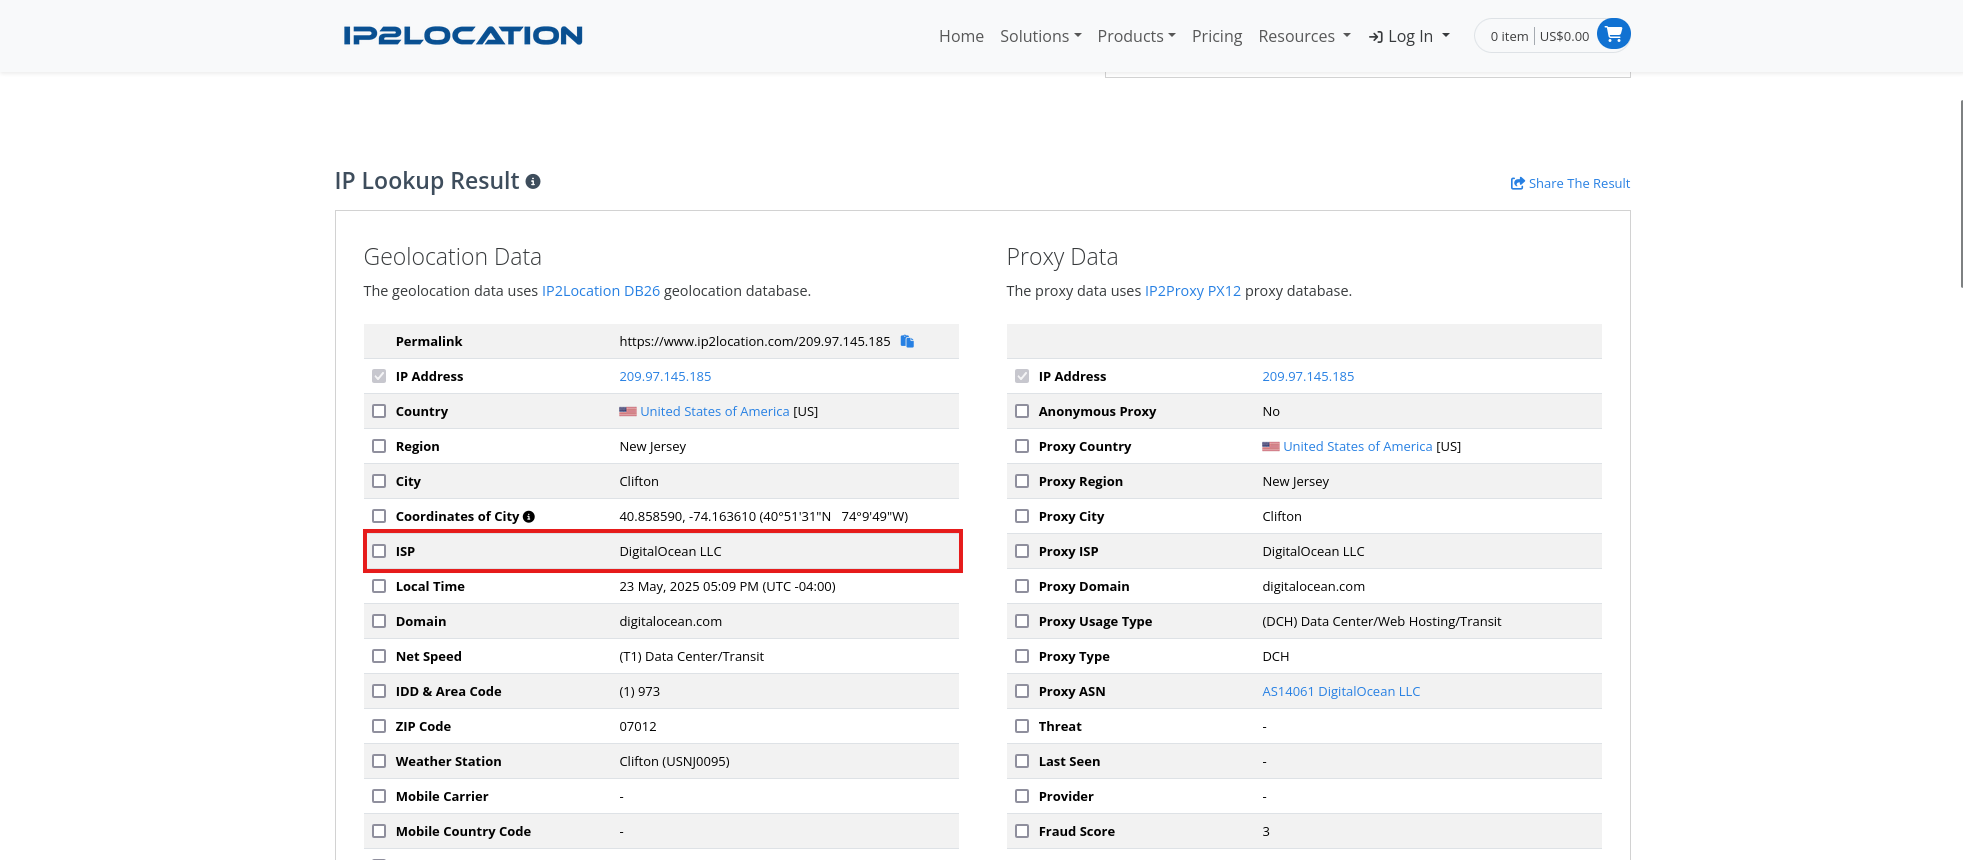 IP2LOCATION
Home Solutions Products Pricing Resources Log In 0 item US$0.00
IP Lookup Result
Share The Result
Geolocation Data
The geolocation data uses IP2Location DB26 geolocation database.
Permalink https://www.ip2location.com/209.97.145.185
IP Address 209.97.145.185
Country United States of America [US]
Region New Jersey
City Clifton
Coordinates of City 40.858590, -74.163610 (40°51'31"N 74°9'49"W)
ISP DigitalOcean LLC
Local Time 23 May, 2025 05:09 PM (UTC -04:00)
Domain digitalocean.com
Net Speed (T1) Data Center/Transit
IDD & Area Code (1) 973
ZIP Code 07012
Weather Station Clifton (USNJ0095)
Mobile Carrier -
Mobile Country Code -
Proxy Data
The proxy data uses IP2Proxy PX12 proxy database.
IP Address 209.97.145.185
Anonymous Proxy No
Proxy Country United States of America [US]
Proxy Region New Jersey
Proxy City Clifton
Proxy ISP DigitalOcean LLC
Proxy Domain digitalocean.com
Proxy Usage Type (DCH) Data Center/Web Hosting/Transit
Proxy Type DCH
Proxy ASN AS14061 DigitalOcean LLC
Threat -
Last Seen -
Provider -
Fraud Score 3